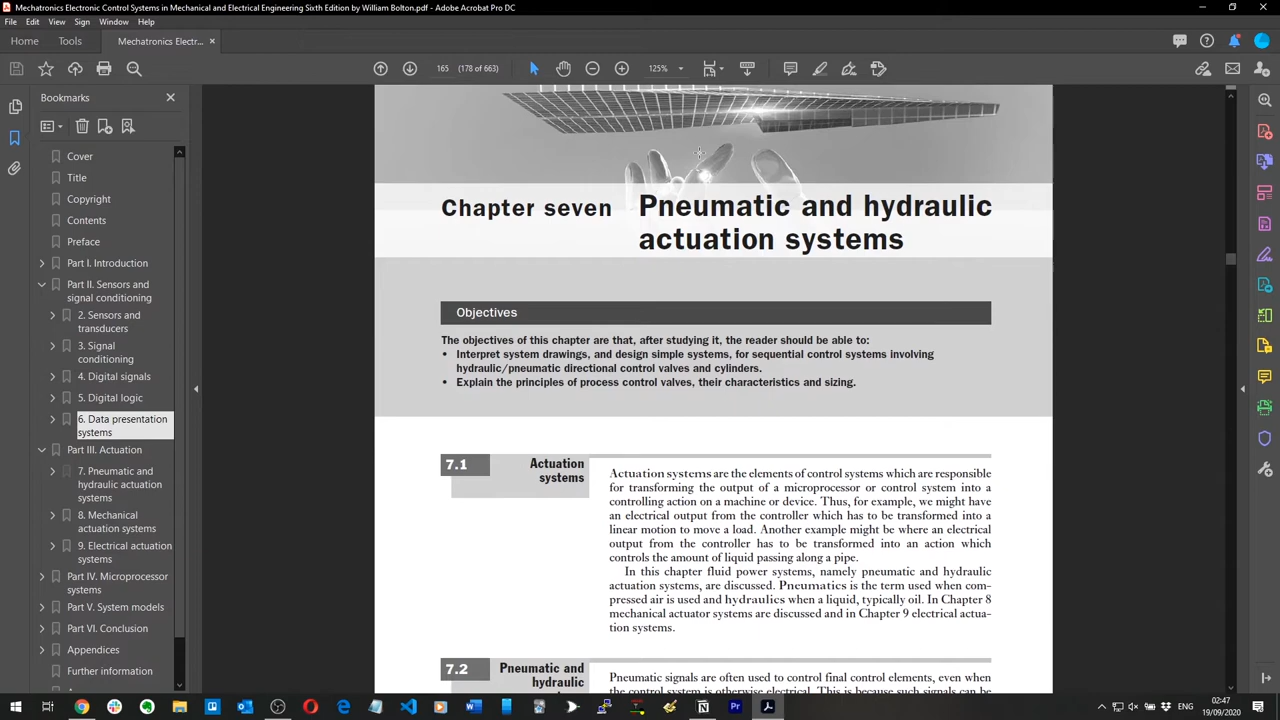 Mechatronics Electronic Control Systems in Mechanical and Electrical Engineering Sixth Edition by William Bolton.pdf - Adobe Acrobat Pro DC
File Edit View Sign Window Help
Home Tools Mechatronics Electr... ×
165 (178 of 663) 125%
Bookmarks
Cover
Title
Copyright
Contents
Preface
Part I. Introduction
Part II. Sensors and
signal conditioning
2. Sensors and
transducers
3. Signal
conditioning
4. Digital signals
5. Digital logic
6. Data presentation
systems
Part III. Actuation
7. Pneumatic and
hydraulic actuation
systems
8. Mechanical
actuation systems
9. Electrical actuation
systems
Part IV. Microprocessor
systems
Part V. System models
Part VI. Conclusion
Appendices
Further information
Chapter seven Pneumatic and hydraulic
actuation systems
Objectives
The objectives of this chapter are that, after studying it, the reader should be able to:
• Interpret system drawings, and design simple systems, for sequential control systems involving
hydraulic/pneumatic directional control valves and cylinders.
• Explain the principles of process control valves, their characteristics and sizing.
7.1 Actuation
systems
Actuation systems are the elements of control systems which are responsible
for transforming the output of a microprocessor or control system into a
controlling action on a machine or device. Thus, for example, we might have
an electrical output from the controller which has to be transformed into a
linear motion to move a load. Another example might be where an electrical
output from the controller has to be transformed into an action which
controls the amount of liquid passing along a pipe.
In this chapter fluid power systems, namely pneumatic and hydraulic
actuation systems, are discussed. Pneumatics is the term used when com-
pressed air is used and hydraulics when a liquid, typically oil. In Chapter 8
mechanical actuator systems are discussed and in Chapter 9 electrical actua-
tion systems.
7.2 Pneumatic and
hydraulic
Pneumatic signals are often used to control final control elements, even when
the control system is otherwise electrical. This is because such signals can be
ENG
02:47
19/09/2020